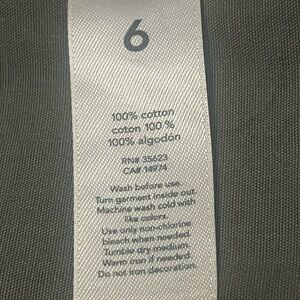 6
100% cotton
coton 100 %
100% algodón
RN# 35623
CA# 14974
Wash before use.
Turn garment inside out.
Machine wash cold with
like colors.
Use only non-chlorine
bleach when needed.
Tumble dry medium.
Warm iron if needed.
Do not iron decoration.